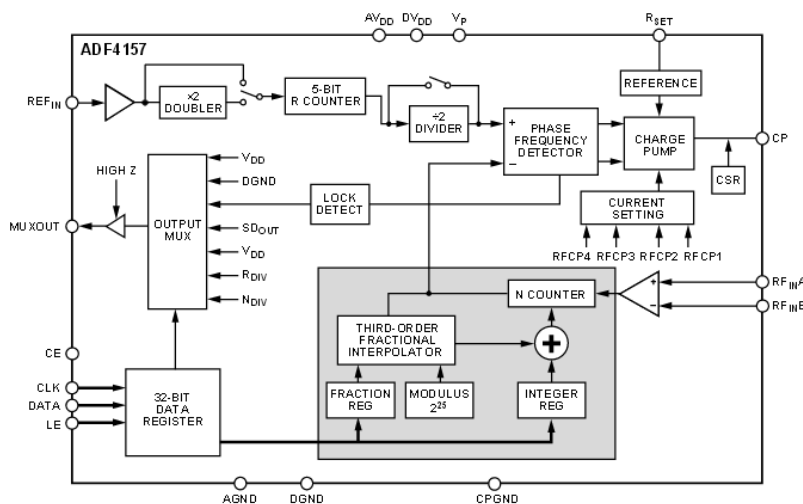 AVDD DVDD VP RSET
ADF4157
REFIN
×2
DOUBLER
5-BIT
R COUNTER
÷2
DIVIDER
+
−
PHASE
FREQUENCY
DETECTOR
REFERENCE
CHARGE
PUMP
CP
CSR
HIGH Z
MUXOUT
OUTPUT
MUX
VDD
DGND
LOCK
DETECT
SDOUT
VDD
RDIV
NDIV
CURRENT
SETTING
RFCP4 RFCP3 RFCP2 RFCP1
N COUNTER
+
−
RFINA
RFINB
THIRD-ORDER
FRACTIONAL
INTERPOLATOR
+
FRACTION
REG
MODULUS
2²⁵
INTEGER
REG
CE
CLK
DATA
LE
32-BIT
DATA
REGISTER
AGND DGND CPGND